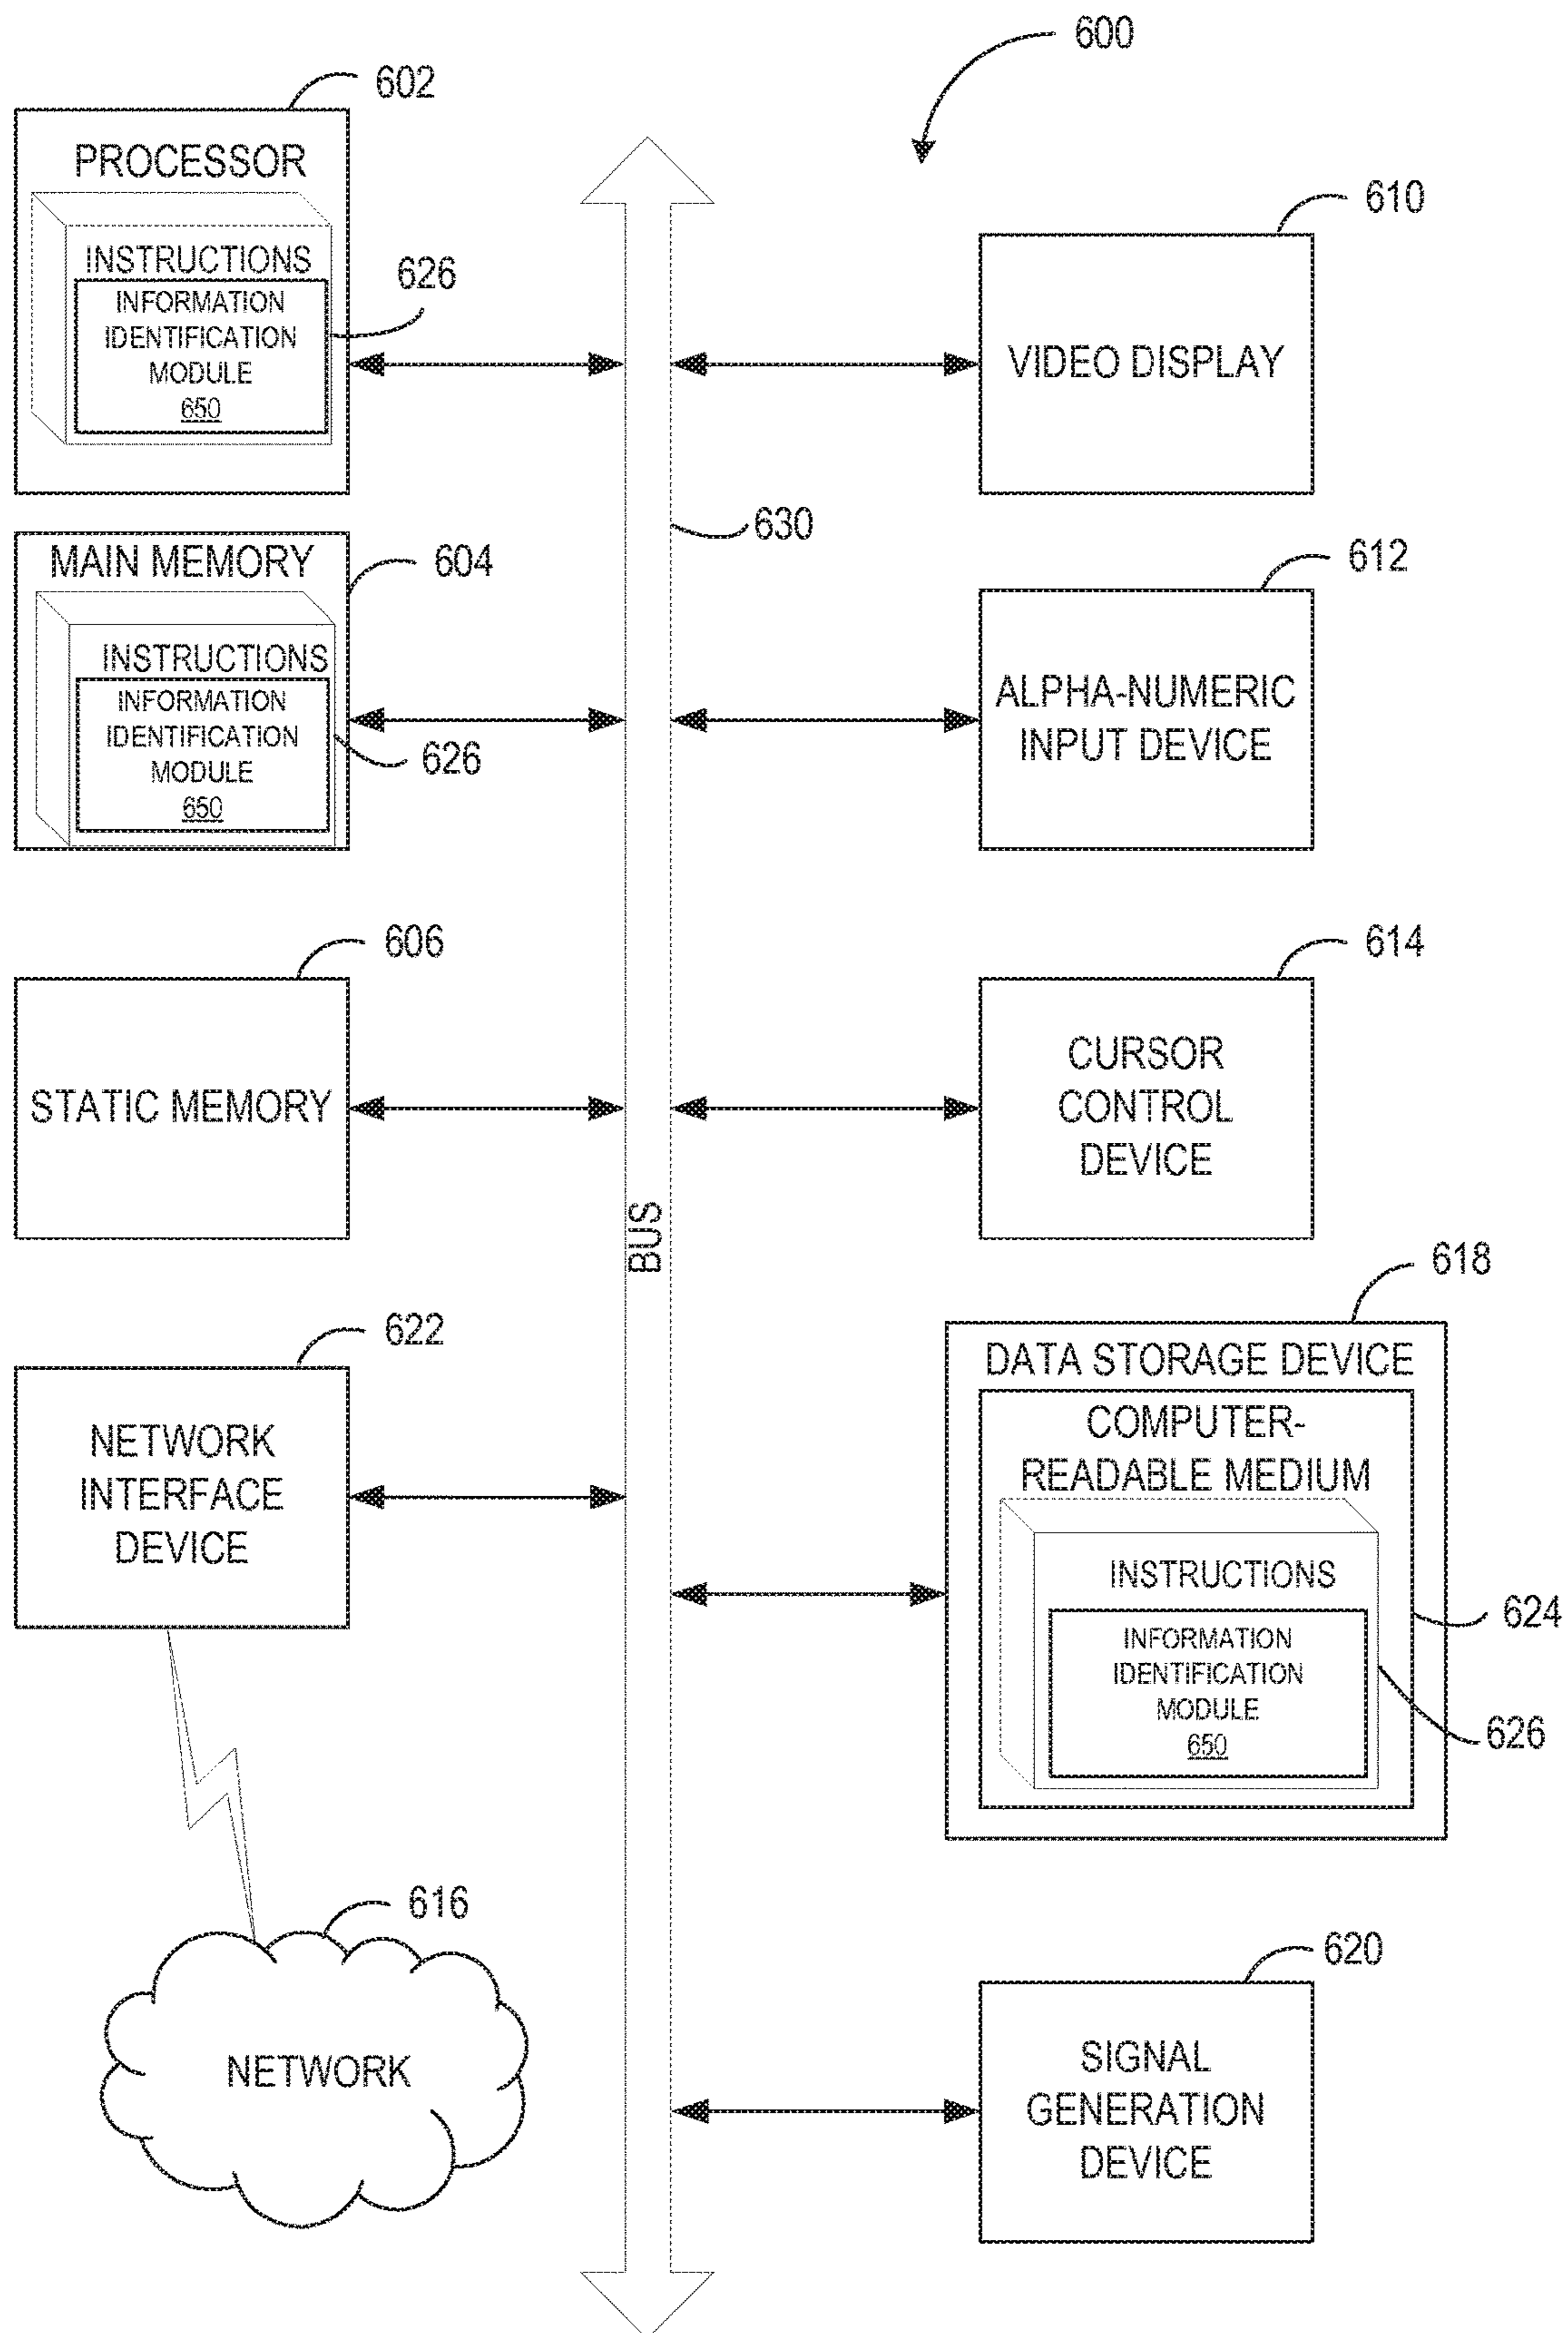 600
602
PROCESSOR
INSTRUCTIONS
INFORMATION
IDENTIFICATION
MODULE
650
626
610
VIDEO DISPLAY
630
MAIN MEMORY
604
INSTRUCTIONS
INFORMATION
IDENTIFICATION
MODULE
650
626
612
ALPHA-NUMERIC
INPUT DEVICE
606
STATIC MEMORY
614
CURSOR
CONTROL
DEVICE
BUS
622
NETWORK
INTERFACE
DEVICE
618
DATA STORAGE DEVICE
COMPUTER-
READABLE MEDIUM
INSTRUCTIONS
INFORMATION
IDENTIFICATION
MODULE
650
624
626
616
NETWORK
620
SIGNAL
GENERATION
DEVICE